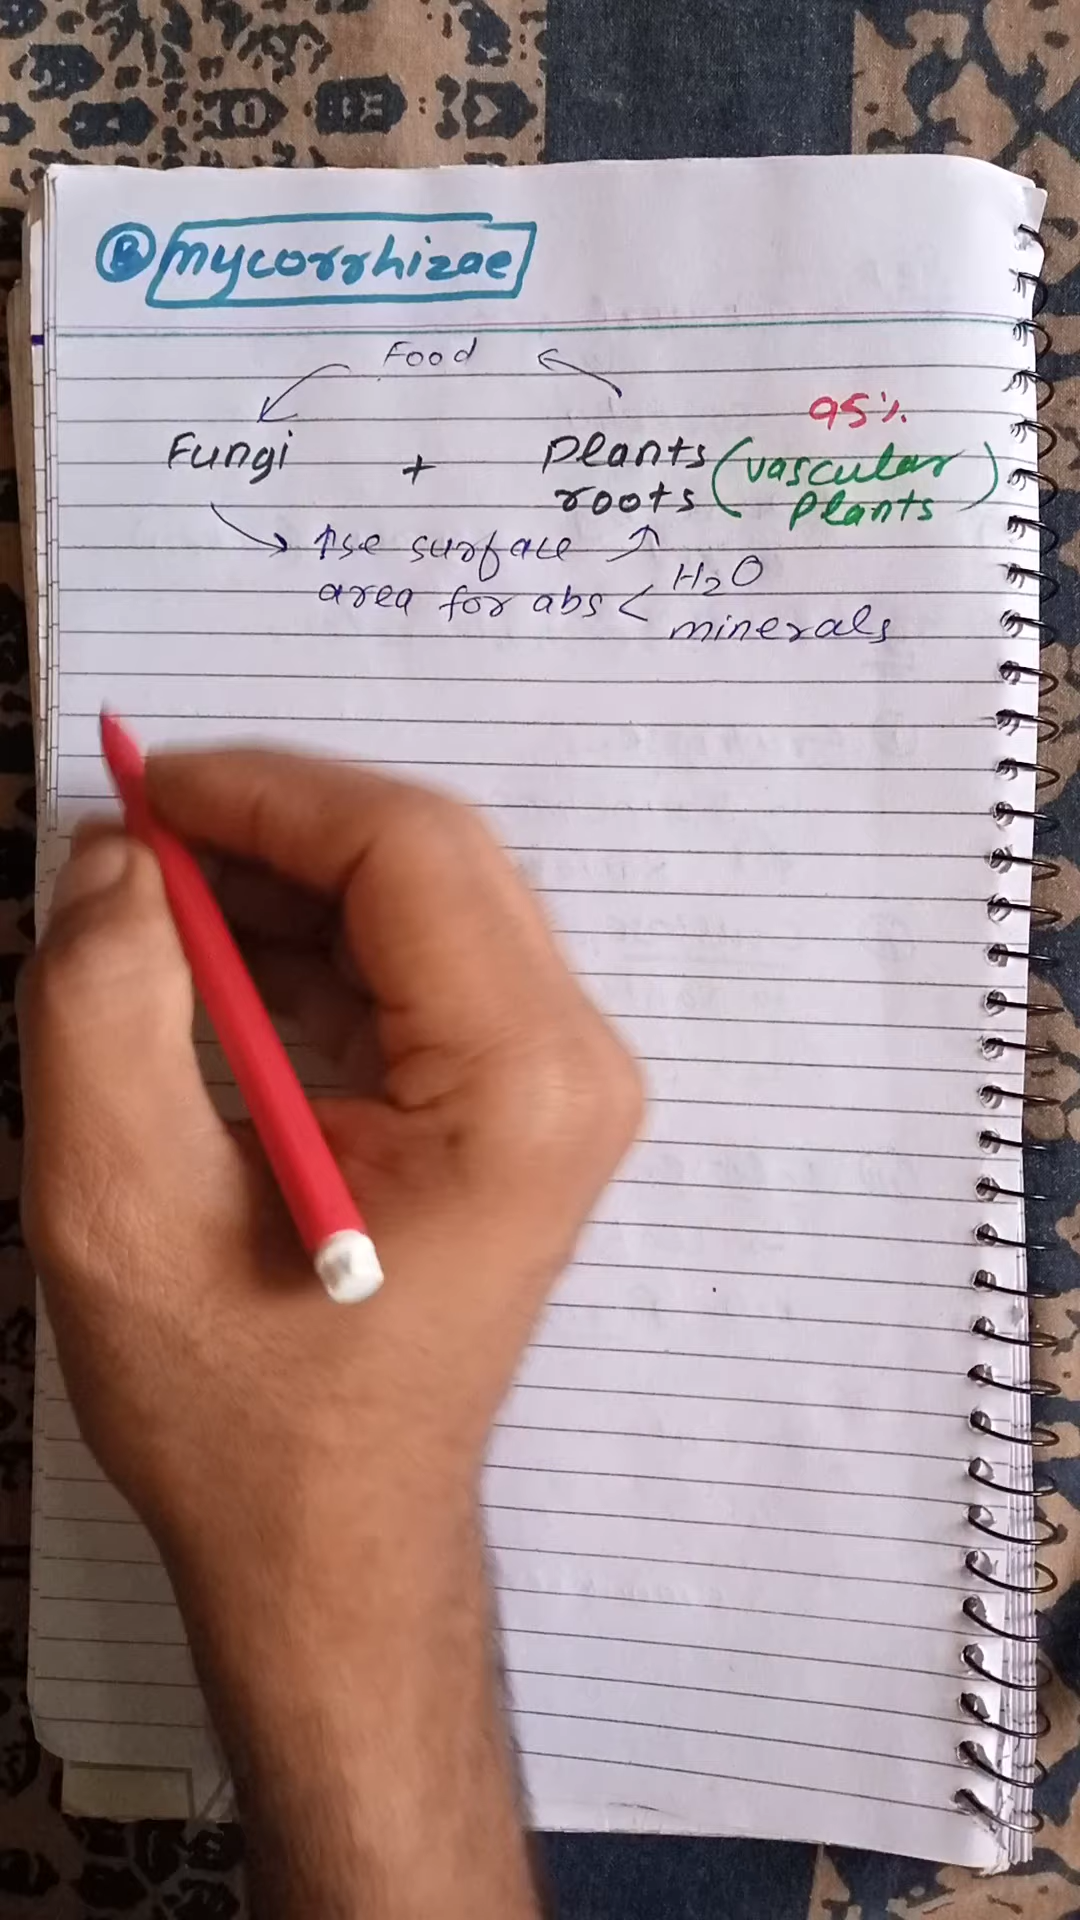 B mycorrhizae
Food
95%
Fungi + Plants (vascular
roots Plants)
↑se surface
H2O
area for abs <
minerals